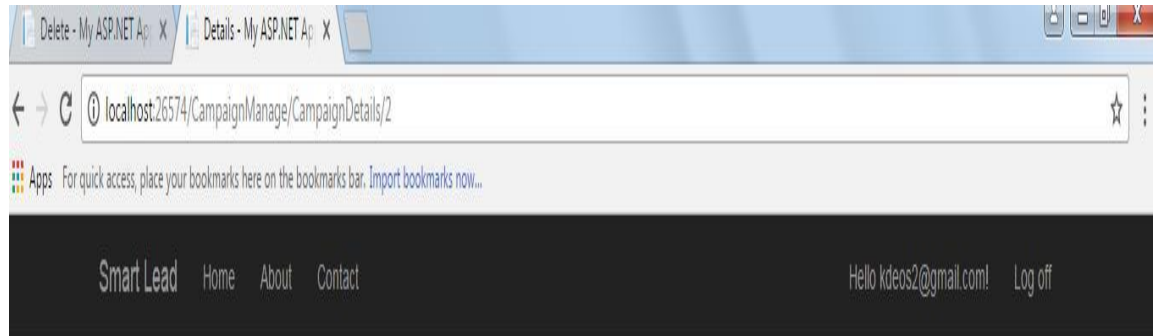 Delete - My ASP.NET Ap
Details - My ASP.NET Ap
localhost:26574/CampaignManage/CampaignDetails/2
Apps For quick access, place your bookmarks here on the bookmarks bar. Import bookmarks now...
Smart Lead Home About Contact Hello kdeos2@gmail.com! Log off